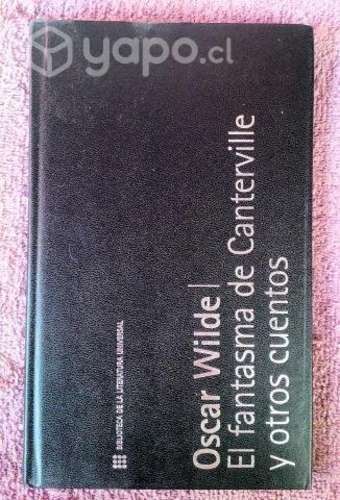 yapo.cl
Oscar Wilde|
El fantasma de Canterville
y otros cuentos
BIBLIOTECA DE LA LITERATURA UNIVERSAL